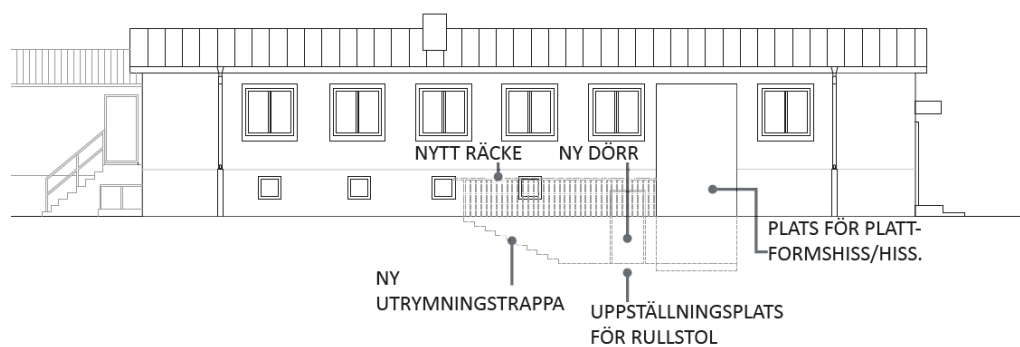 NYTT RÄCKE
NY DÖRR
PLATS FÖR PLATT-
FORMSHISS/HISS.
NY
UTRYMNINGSTRAPPA
UPPSTÄLLNINGSPLATS
FÖR RULLSTOL